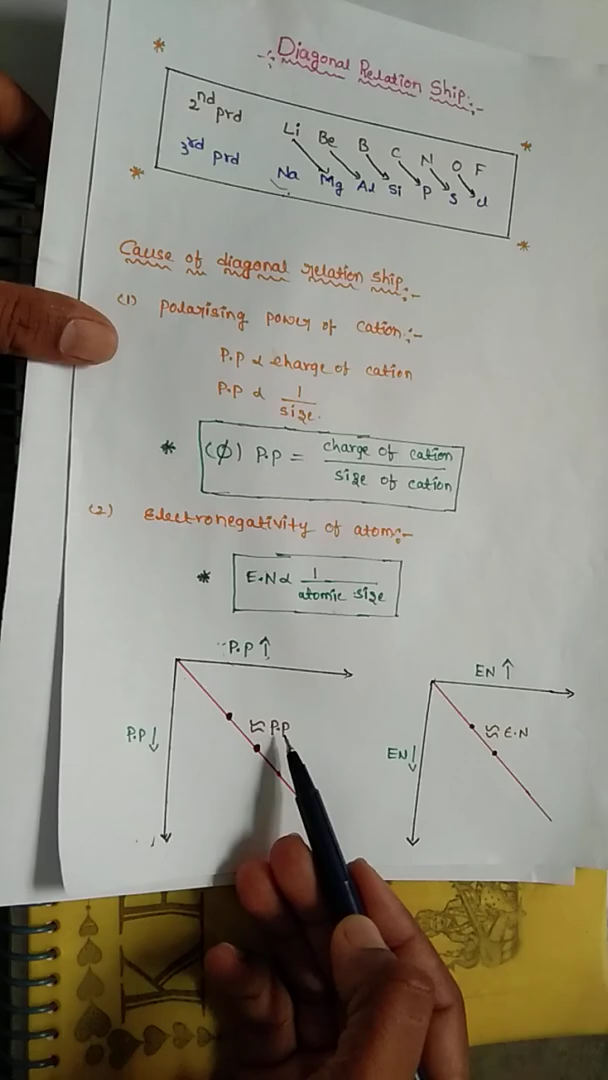 -: Diagonal Relation Ship:-
2nd prd Li Be B C N O F
3rd prd Na Mg Al Si P S Cl
Cause of diagonal relation ship:-
(1) Polarising power of cation:-
P.P ∝ charge of cation
P.P ∝ 1/size.
* (ϕ) P.P = charge of cation/size of cation
(2) Electronegativity of atom:-
* E.N ∝ 1/atomic size
P.P ↑
P.P ↓
≈ P.P
EN ↑
EN ↓
≈ E.N